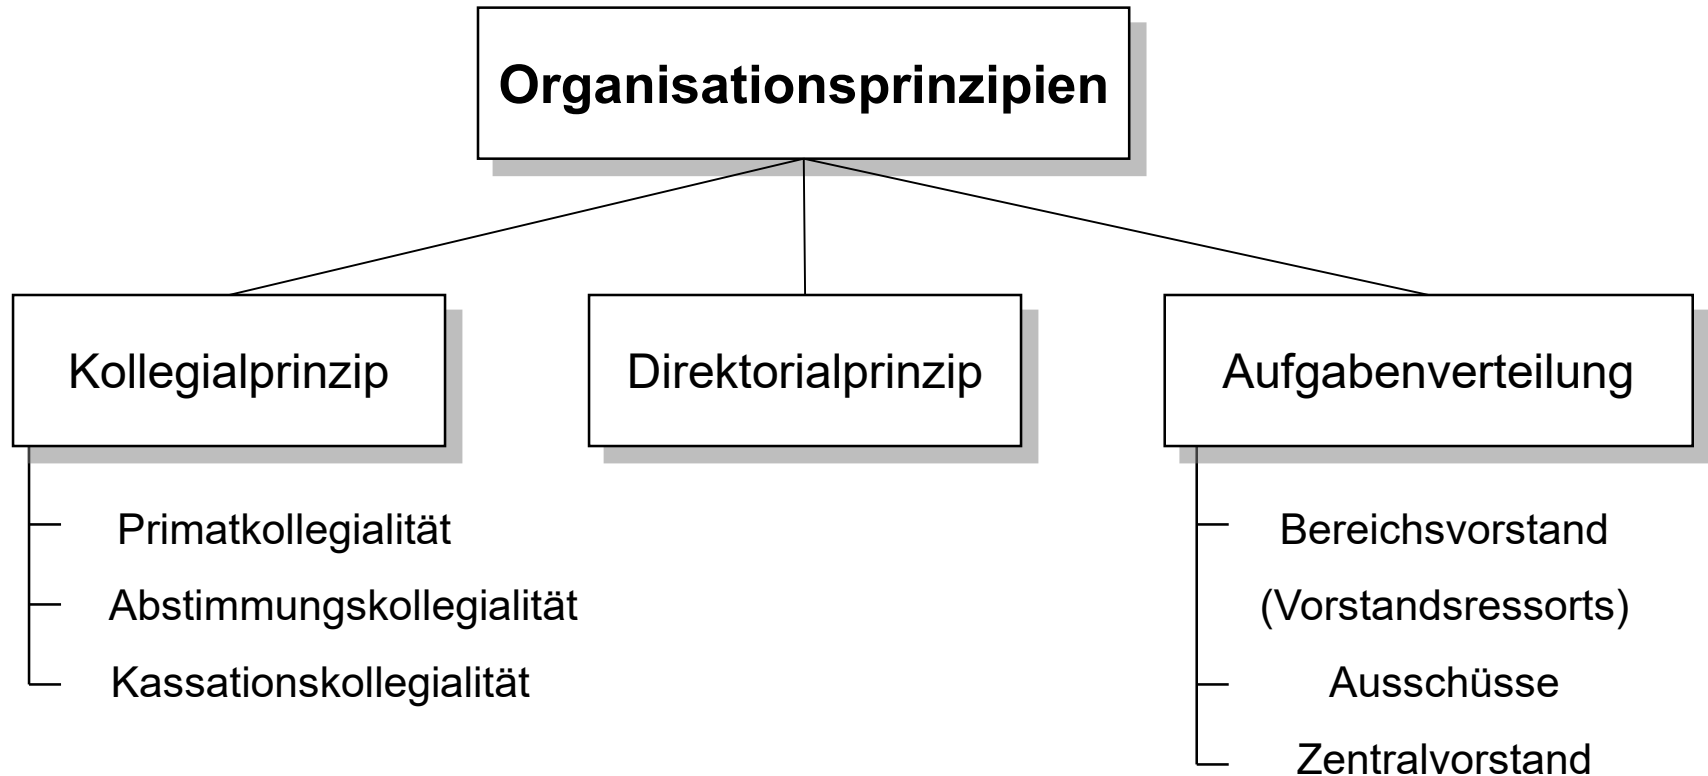 Organisationsprinzipien
Kollegialprinzip
Direktorialprinzip
Aufgabenverteilung
Primatkollegialität
Abstimmungskollegialität
Kassationskollegialität
Bereichsvorstand
(Vorstandsressorts)
Ausschüsse
Zentralvorstand